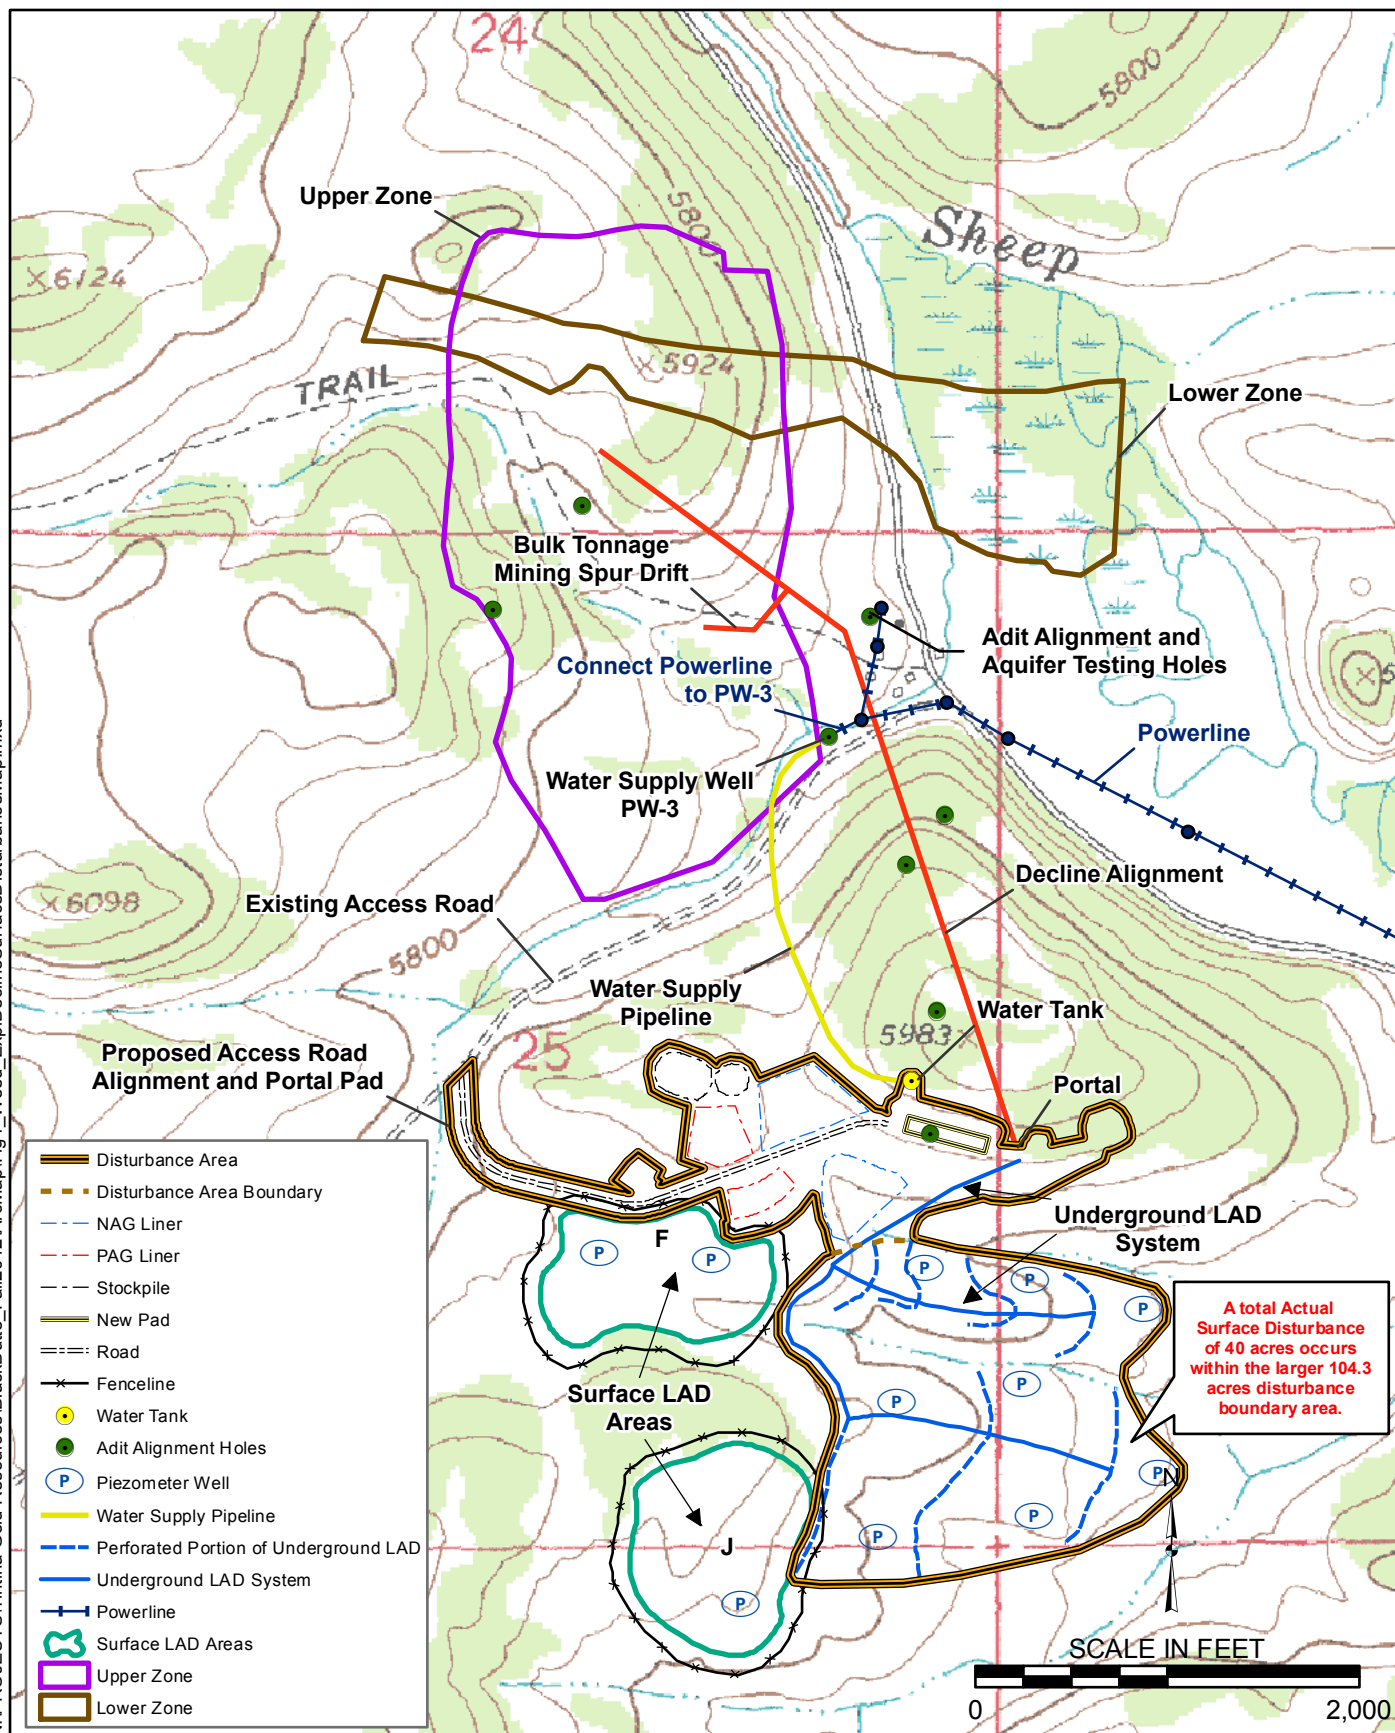 24
5800
Upper Zone
5800
Sheep
6124
5924
TRAIL
Lower Zone
Bulk Tonnage
Mining Spur Drift
Adit Alignment and
Aquifer Testing Holes
Connect Powerline
to PW-3
Powerline
Water Supply Well
PW-3
Decline Alignment
6098
Existing Access Road
5800
Water Supply
Pipeline
Water Tank
5983
25
Proposed Access Road
Alignment and Portal Pad
Portal
Underground LAD
System
F
P
P
P
P
P
A total Actual
Surface Disturbance
of 40 acres occurs
within the larger 104.3
acres disturbance
boundary area.
Surface LAD
Areas
P
P
P
N
P
P
J
P
Disturbance Area
Disturbance Area Boundary
NAG Liner
PAG Liner
Stockpile
New Pad
Road
Fenceline
Water Tank
Adit Alignment Holes
P Piezometer Well
Water Supply Pipeline
Perforated Portion of Underground LAD
Underground LAD System
Powerline
Surface LAD Areas
Upper Zone
Lower Zone
SCALE IN FEET
0 2,000